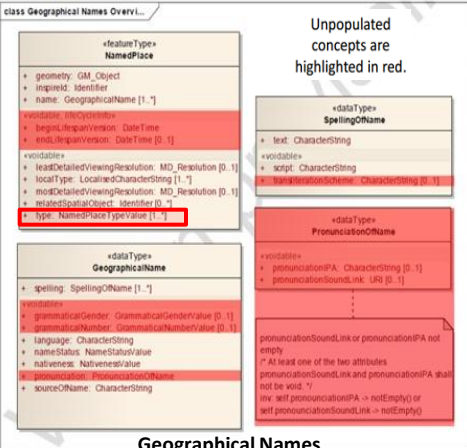 class Geographical Names Overvi...
Unpopulated
concepts are
highlighted in red.
«featureType»
NamedPlace
+ geometry: GM_Object
+ inspireId: Identifier
+ name: GeographicalName [1..*]
«voidable, lifeCycleInfo»
+ beginLifespanVersion: DateTime
+ endLifespanVersion: DateTime [0..1]
«voidable»
+ leastDetailedViewingResolution: MD_Resolution [0..1]
+ localType: LocalisedCharacterString [1..*]
+ mostDetailedViewingResolution: MD_Resolution [0..1]
+ relatedSpatialObject: Identifier [0..*]
+ type: NamedPlaceTypeValue [1..*]
«dataType»
SpellingOfName
+ text: CharacterString
«voidable»
+ script: CharacterString
+ transliterationScheme: CharacterString [0..1]
«dataType»
PronunciationOfName
«voidable»
+ pronunciationIPA: CharacterString [0..1]
+ pronunciationSoundLink: URI [0..1]
pronunciationSoundLink or pronunciationIPA not
empty
/* At least one of the two attributes
pronunciationSoundLink and pronunciationIPA shall
not be void. */
inv: self.pronunciationIPA -> notEmpty() or
self.pronunciationSoundLink -> notEmpty()
«dataType»
GeographicalName
+ spelling: SpellingOfName [1..*]
«voidable»
+ grammaticalGender: GrammaticalGenderValue [0..1]
+ grammaticalNumber: GrammaticalNumberValue [0..1]
+ language: CharacterString
+ nameStatus: NameStatusValue
+ nativeness: NativenessValue
+ pronunciation: PronunciationOfName
+ sourceOfName: CharacterString
Geographical Names